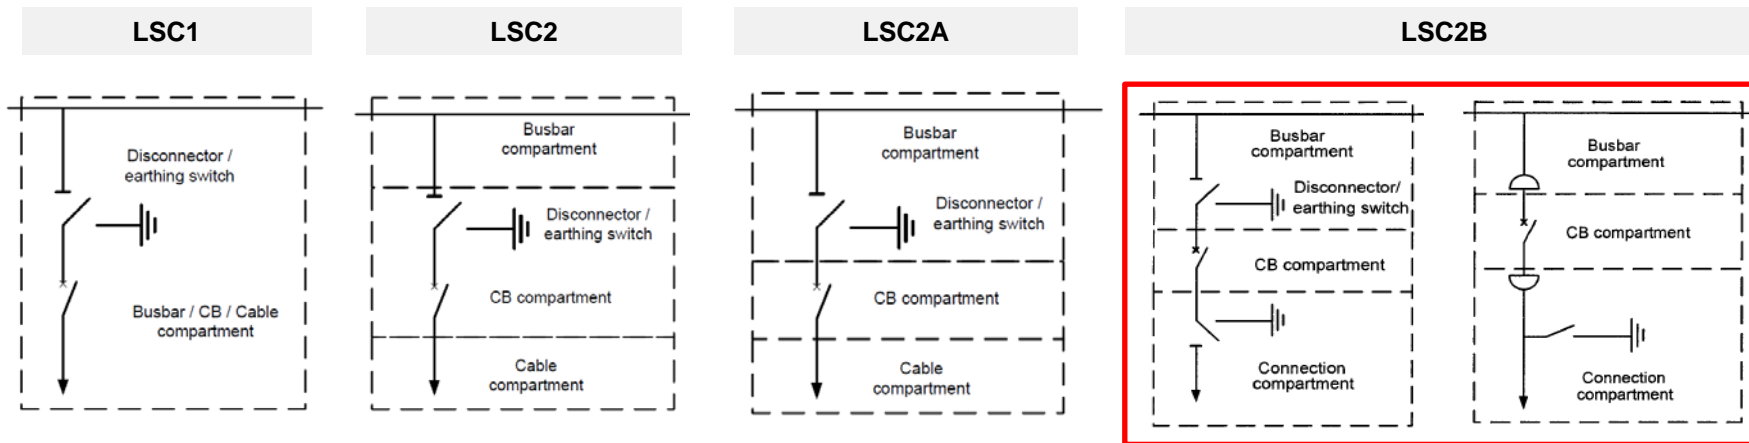 LSC1
LSC2
LSC2A
LSC2B
Disconnector /
earthing switch
Busbar / CB / Cable
compartment
Busbar
compartment
Disconnector /
earthing switch
CB compartment
Cable
compartment
Busbar
compartment
Disconnector /
earthing switch
CB compartment
Cable
compartment
Busbar
compartment
Disconnector/
earthing switch
CB compartment
Connection
compartment
Busbar
compartment
CB compartment
Connection
compartment